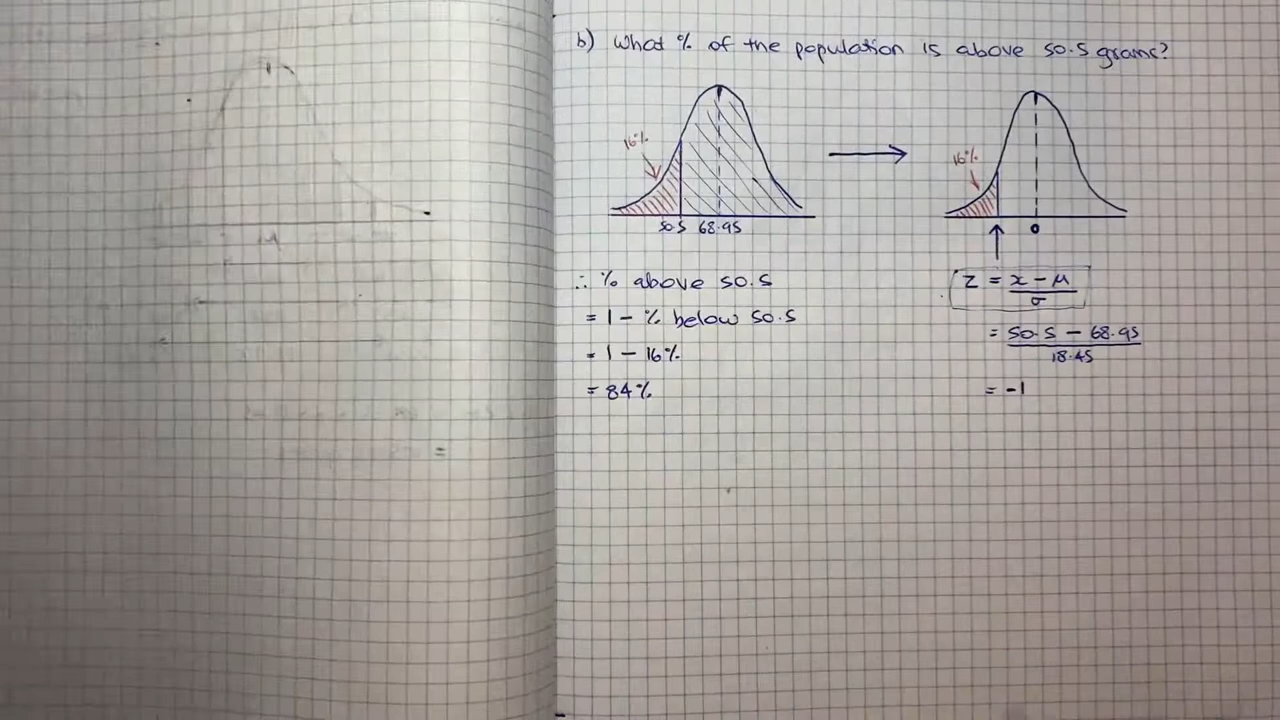 b) What % of the population is above 50.5 grams?
16%
50.5 68.95
16%
0
∴ % above 50.5
= 1 - % below 50.5
= 1 - 16%
= 84%
Z = x - μ
σ
= 50.5 - 68.95
18.45
= -1
μ
=